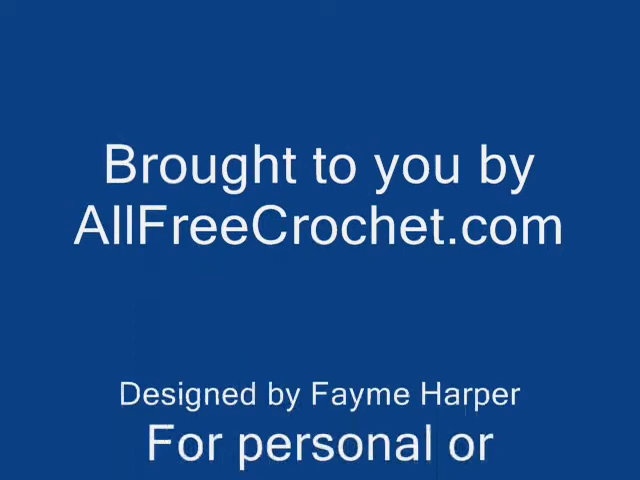 Brought to you by
AllFreeCrochet.com
Designed by Fayme Harper
For personal or